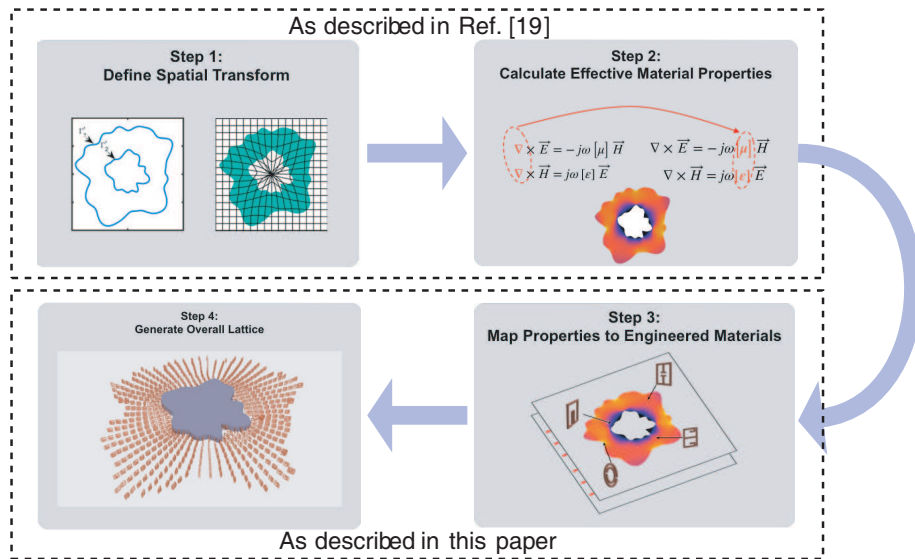 As described in Ref. [19]
Step 1:
Define Spatial Transform
Step 2:
Calculate Effective Material Properties
∇ × E⃗ = −jω [μ] H⃗
∇ × H⃗ = jω [ε] E⃗
∇ × E⃗ = −jω [μ] H⃗
∇ × H⃗ = jω [ε] E⃗
Step 4:
Generate Overall Lattice
Step 3:
Map Properties to Engineered Materials
As described in this paper